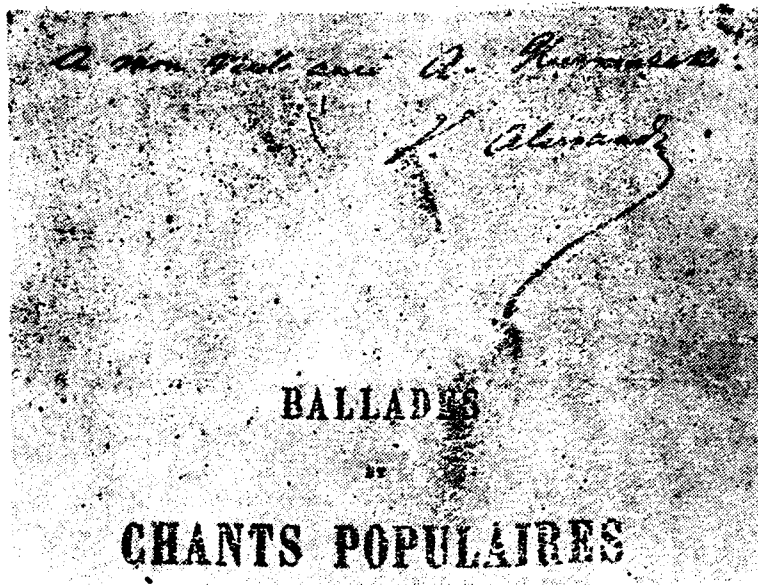 A mon vieil ami A.
V.
BALLADES
ET
CHANTS POPULAIRES